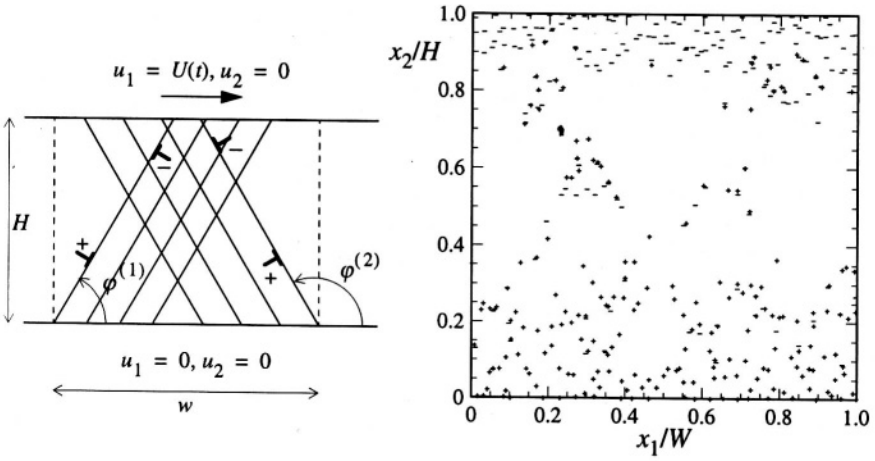 u₁ = U(t), u₂ = 0
H
+
−
−
+
φ⁽¹⁾
φ⁽²⁾
u₁ = 0, u₂ = 0
w
x₂/H
1.0
0.8
0.6
0.4
0.2
0
0
0.2
0.4
0.6
0.8
1.0
x₁/W